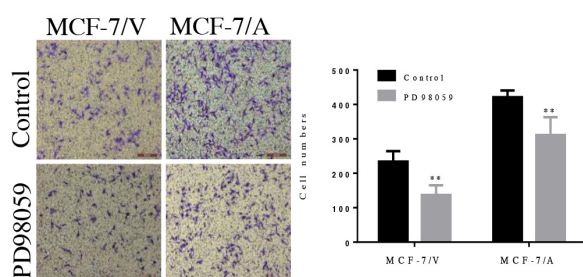 MCF-7/V MCF-7/A
Control
PD98059
Cell numbers
500
400
300
200
100
0
Control
PD98059
**
**
MCF-7/V MCF-7/A